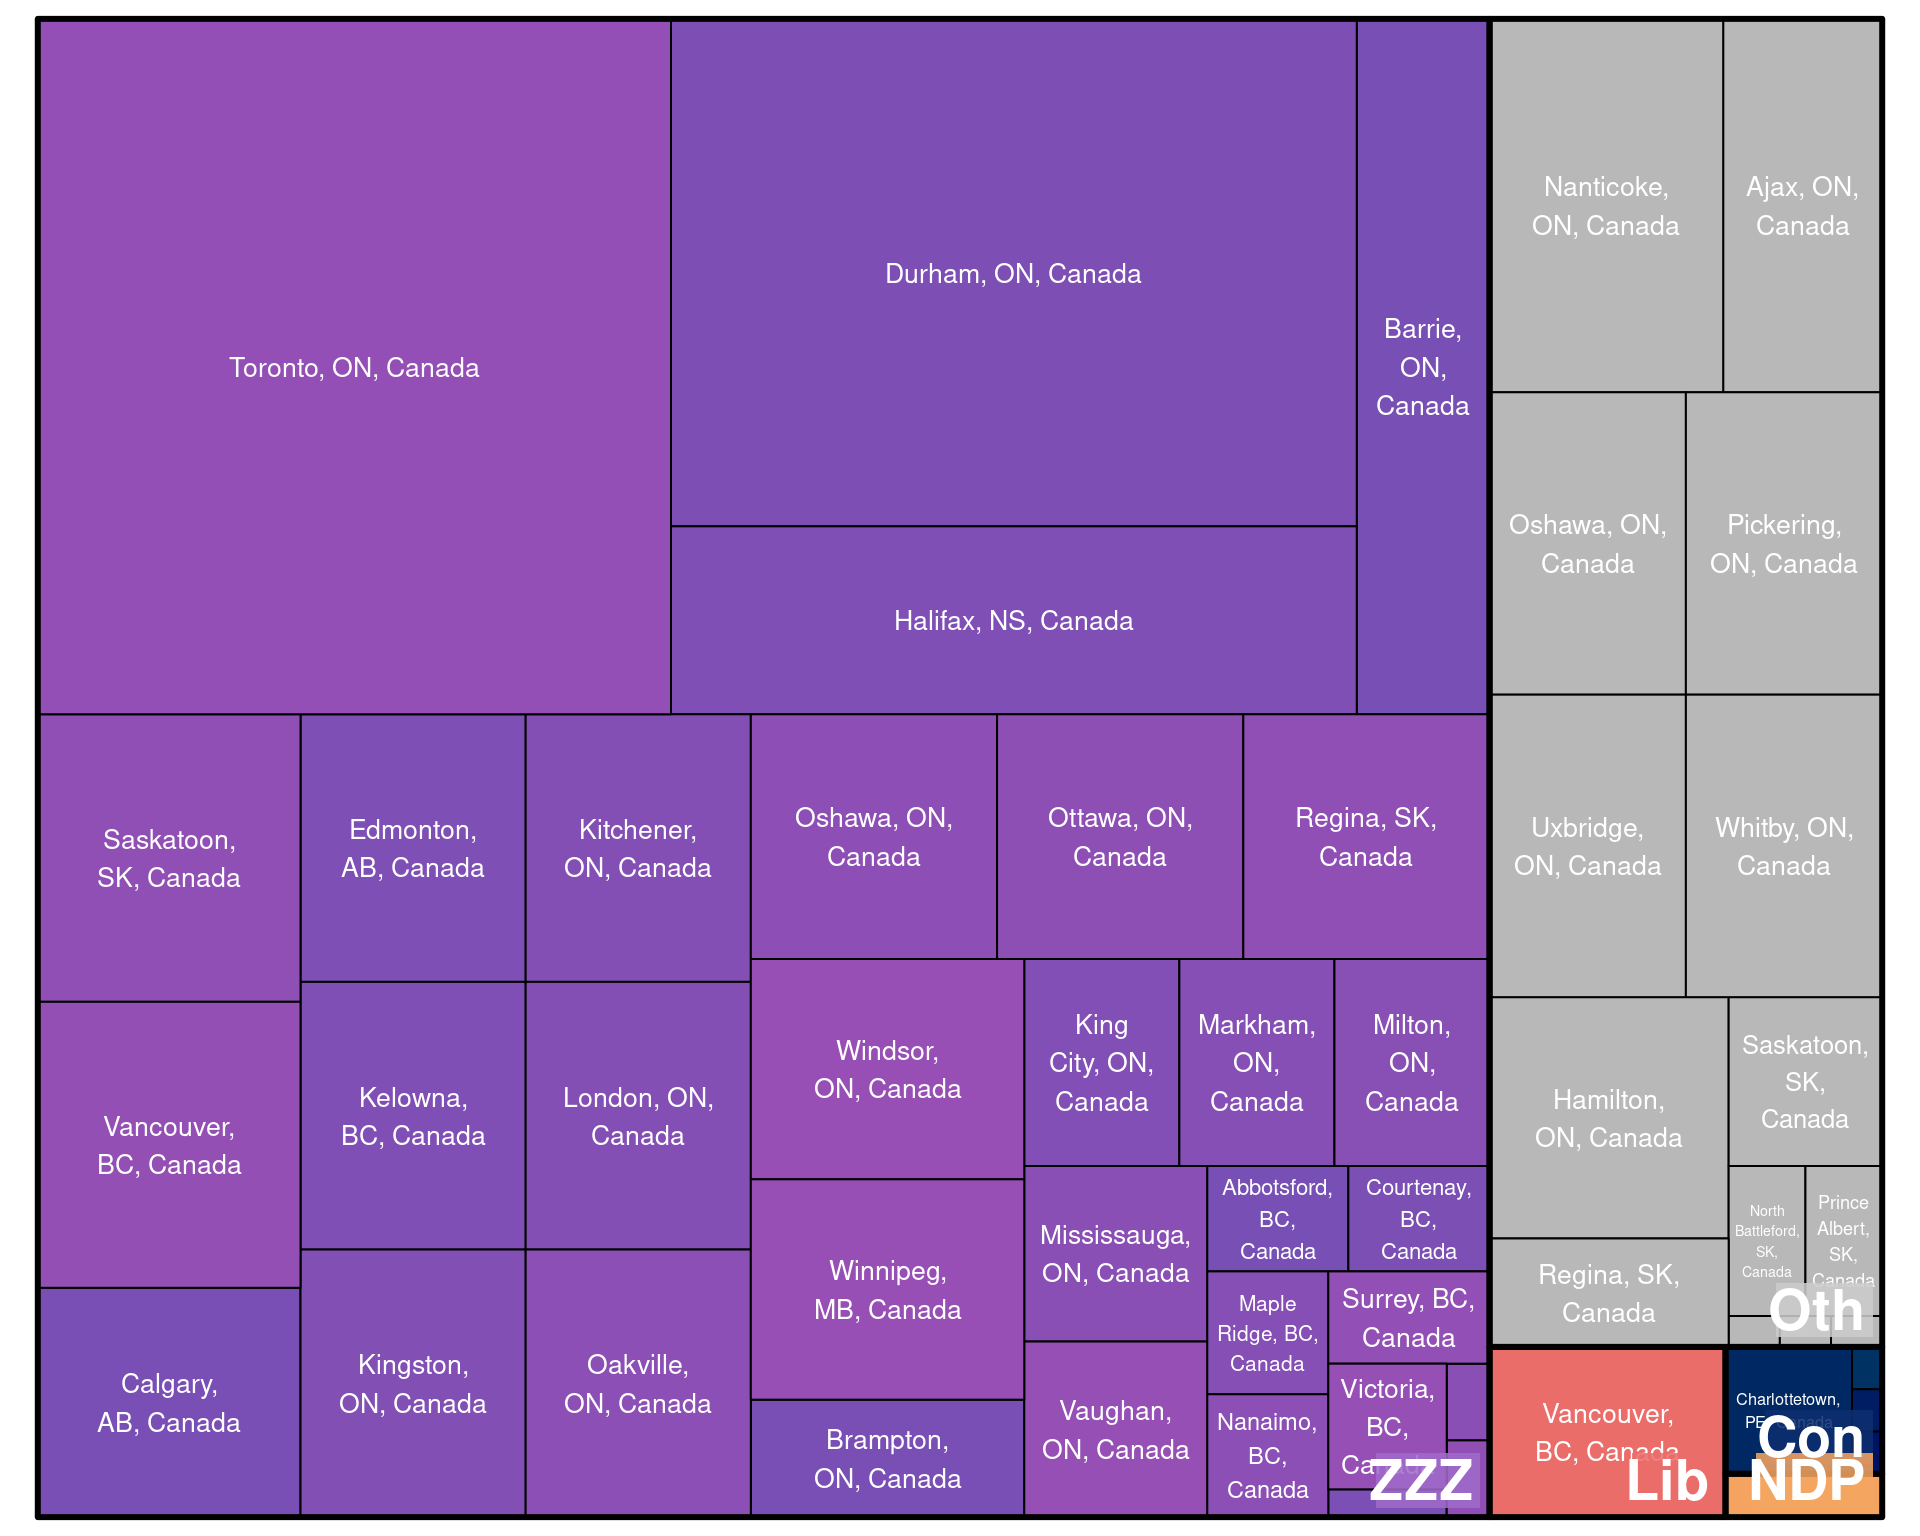 Toronto, ON, Canada
Durham, ON, Canada
Barrie,
ON,
Canada
Halifax, NS, Canada
Saskatoon,
SK, Canada
Edmonton,
AB, Canada
Kitchener,
ON, Canada
Oshawa, ON,
Canada
Ottawa, ON,
Canada
Regina, SK,
Canada
Vancouver,
BC, Canada
Kelowna,
BC, Canada
London, ON,
Canada
Windsor,
ON, Canada
King
City, ON,
Canada
Markham,
ON,
Canada
Milton,
ON,
Canada
Calgary,
AB, Canada
Kingston,
ON, Canada
Oakville,
ON, Canada
Winnipeg,
MB, Canada
Brampton,
ON, Canada
Mississauga,
ON, Canada
Vaughan,
ON, Canada
Abbotsford,
BC,
Canada
Courtenay,
BC,
Canada
Maple
Ridge, BC,
Canada
Nanaimo,
BC,
Canada
Surrey, BC,
Canada
Victoria,
BC,
Canada
ZZZ
Nanticoke,
ON, Canada
Ajax, ON,
Canada
Oshawa, ON,
Canada
Pickering,
ON, Canada
Uxbridge,
ON, Canada
Whitby, ON,
Canada
Hamilton,
ON, Canada
Saskatoon,
SK,
Canada
North
Battleford,
SK,
Canada
Prince
Albert,
SK,
Canada
Regina, SK,
Canada
Oth
Vancouver,
BC, Canada
Lib
Charlottetown,
PE, Canada
Con
NDP